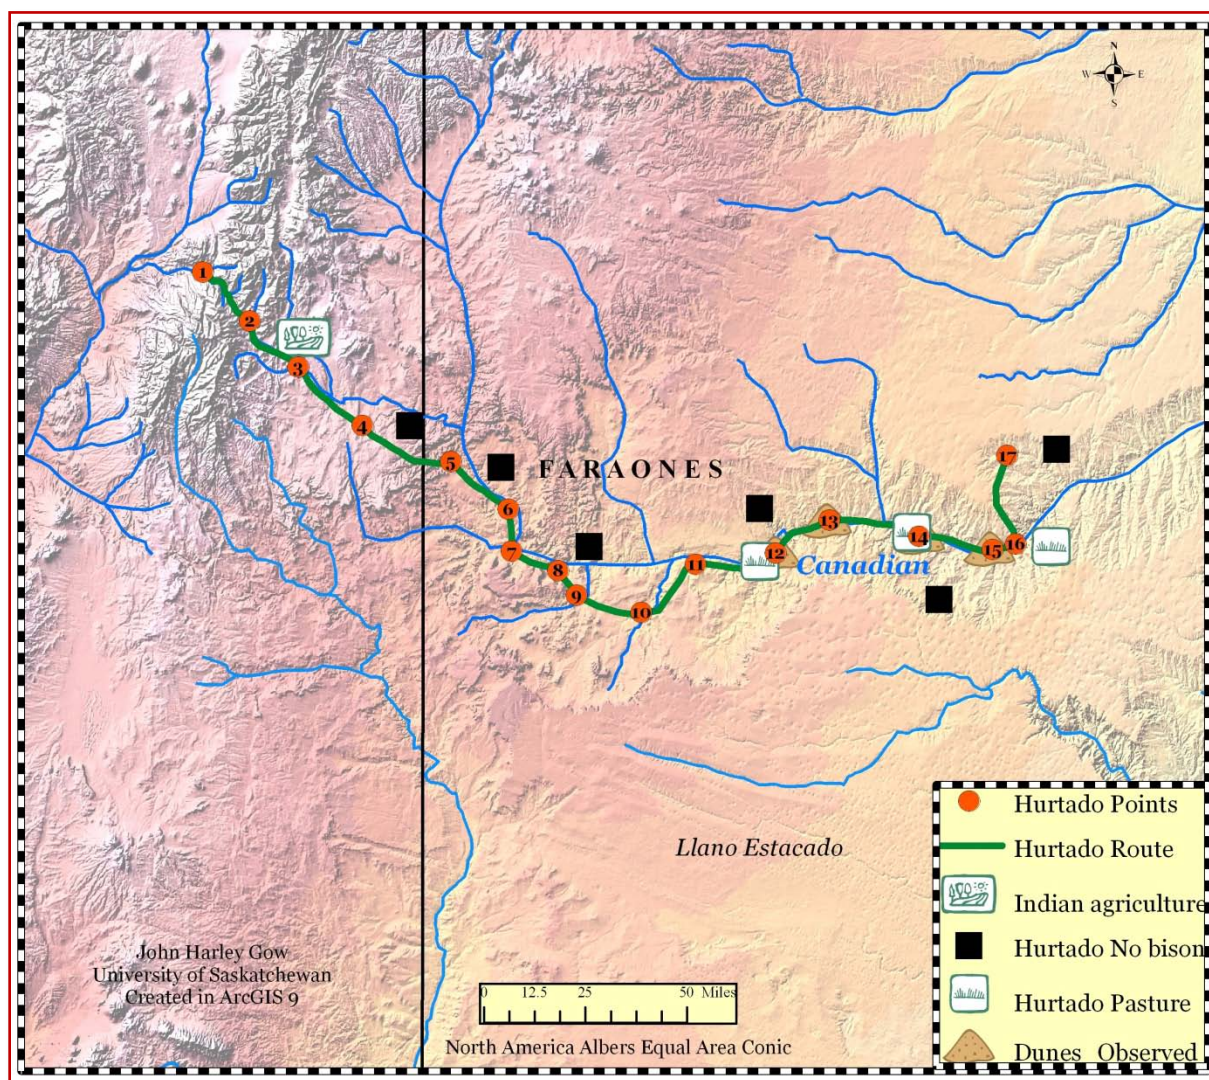 N
W E
S
1
2
3
4
5
6
7
8
9
10
11
12
13
14
15
16
17
FARAONES
Canadian
Llano Estacado
Hurtado Points
Hurtado Route
Indian agriculture
Hurtado No bison
Hurtado Pasture
Dunes Observed
John Harley Gow
University of Saskatchewan
Created in ArcGIS 9
0 12.5 25 50 Miles
North America Albers Equal Area Conic